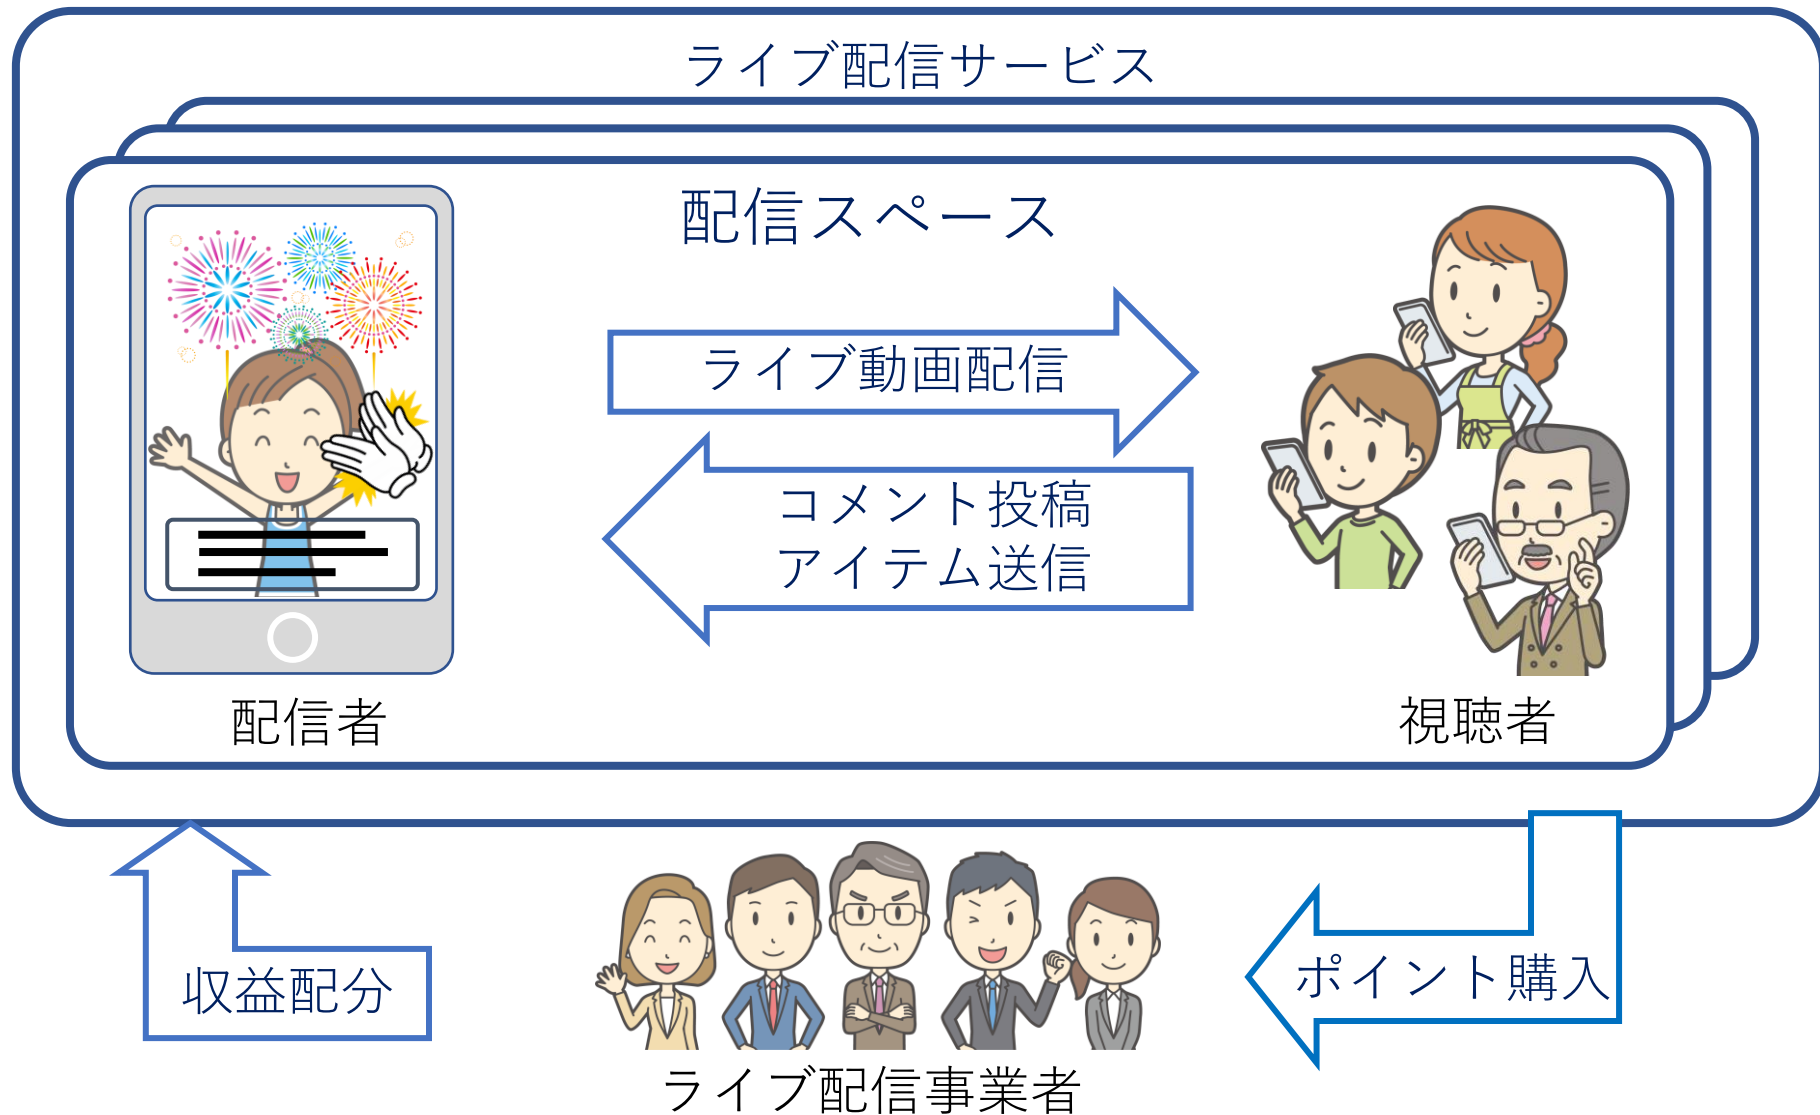 ライブ配信サービス
配信スペース
ライブ動画配信
コメント投稿
アイテム送信
配信者
視聴者
収益配分
ポイント購入
ライブ配信事業者